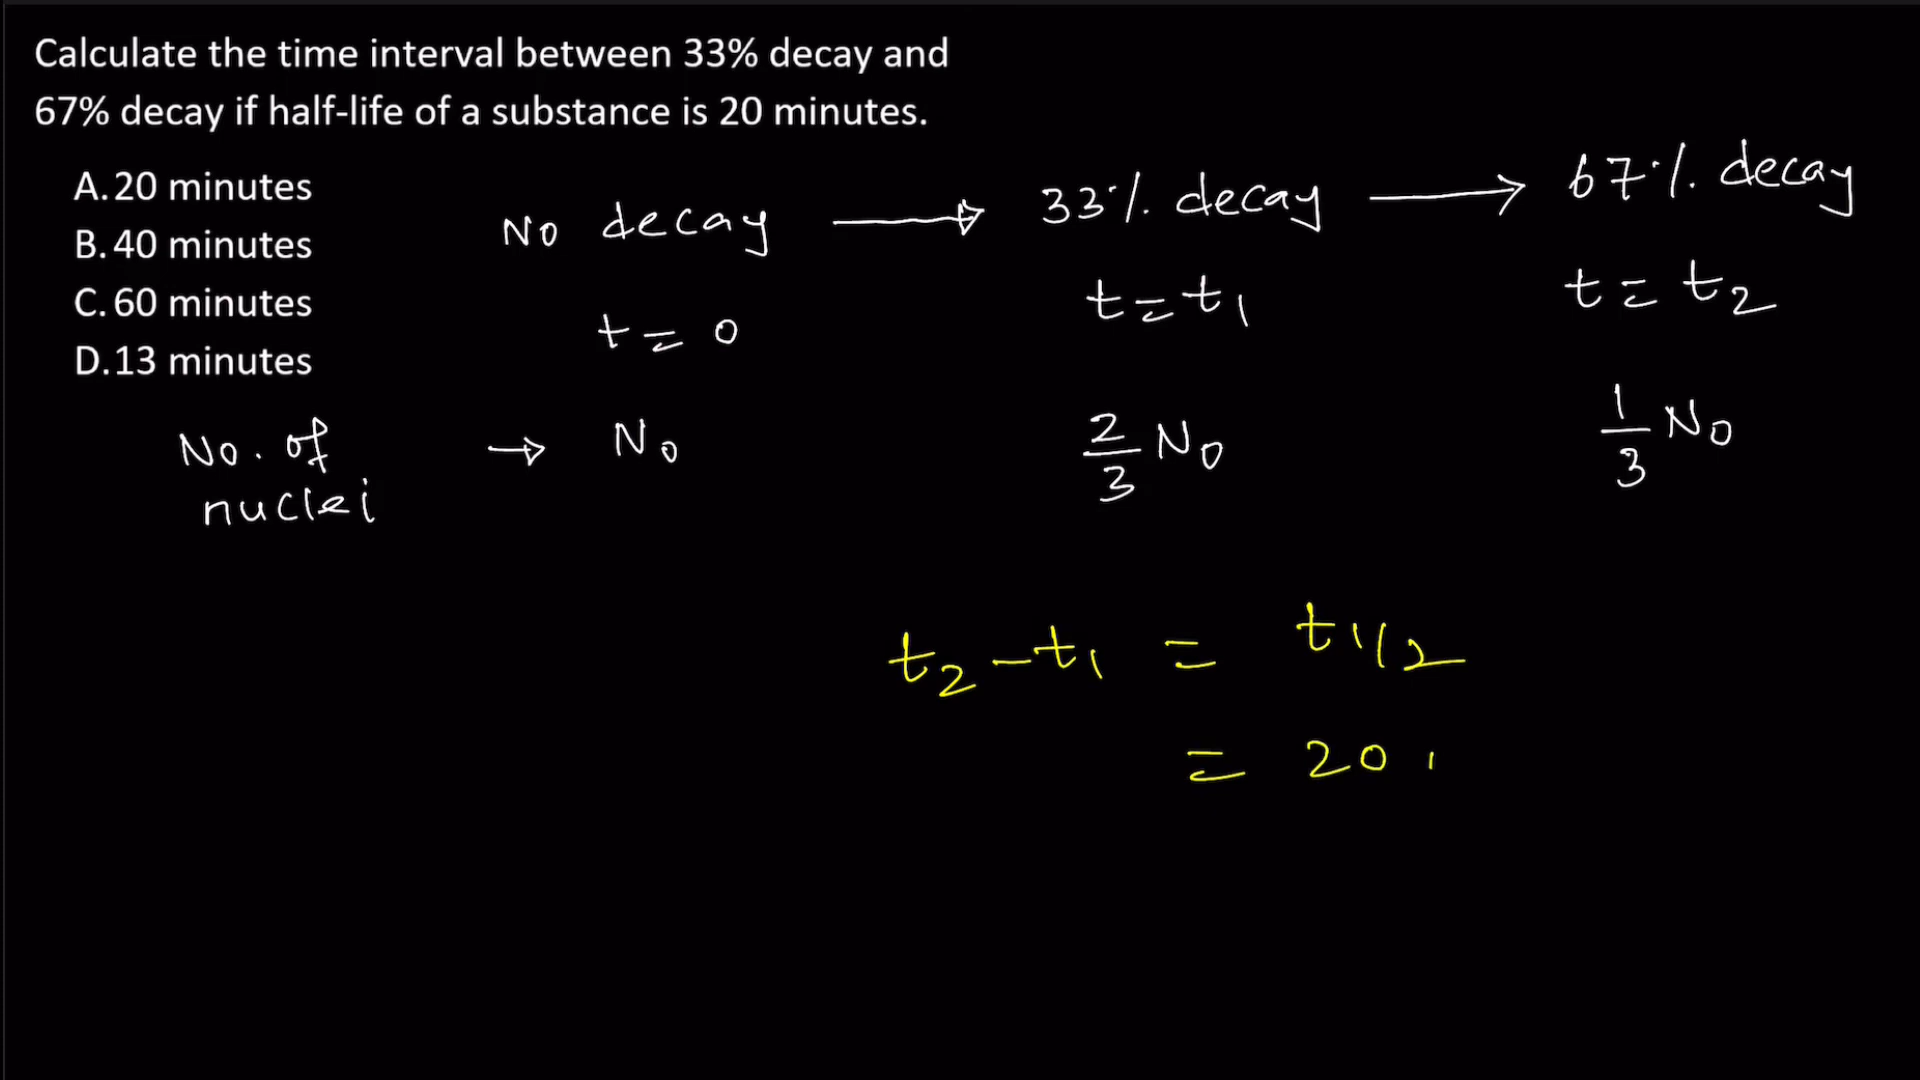 Calculate the time interval between 33% decay and
67% decay if half-life of a substance is 20 minutes.
A. 20 minutes
B. 40 minutes
C. 60 minutes
D. 13 minutes
No decay → 33% decay → 67% decay
t = 0 t = t₁ t = t₂
No. of nuclei → N₀ 2/3 N₀ 1/3 N₀
t₂ - t₁ = t1/2
= 20